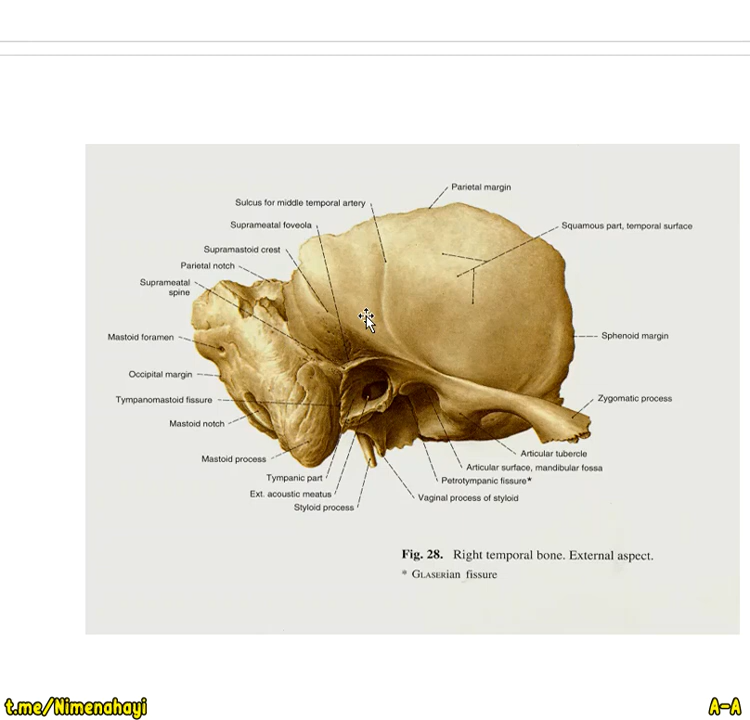 Parietal margin
Sulcus for middle temporal artery
Suprameatal foveola
Squamous part, temporal surface
Supramastoid crest
Parietal notch
Suprameatal
spine
Mastoid foramen
Sphenoid margin
Occipital margin
Tympanomastoid fissure
Zygomatic process
Mastoid notch
Articular tubercle
Mastoid process
Articular surface, mandibular fossa
Tympanic part
Petrotympanic fissure*
Ext. acoustic meatus
Vaginal process of styloid
Styloid process
Fig. 28. Right temporal bone. External aspect.
* GLASERian fissure
t.me/Nimenahayi
A-A